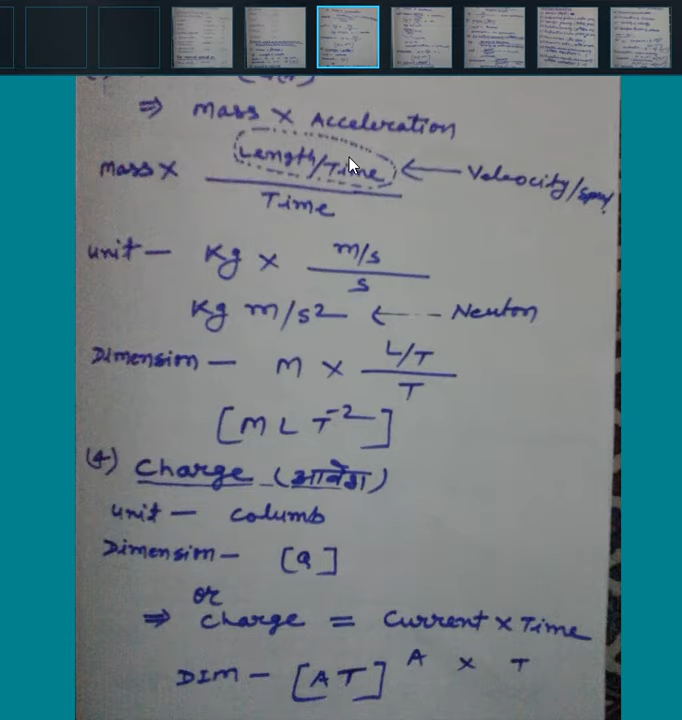 ⇒ Mass × Acceleration
Mass × (Length/Time) / Time ← Velocity/
unit — Kg × m/s / s
Kg m/s² ← Neuton
Dimension — M × L/T / T
[M L T⁻²]
(4) Charge (आवेश)
unit — Columb
Dimension — [Q]
or
⇒ Charge = Current × Time
A × T
DIM — [AT]